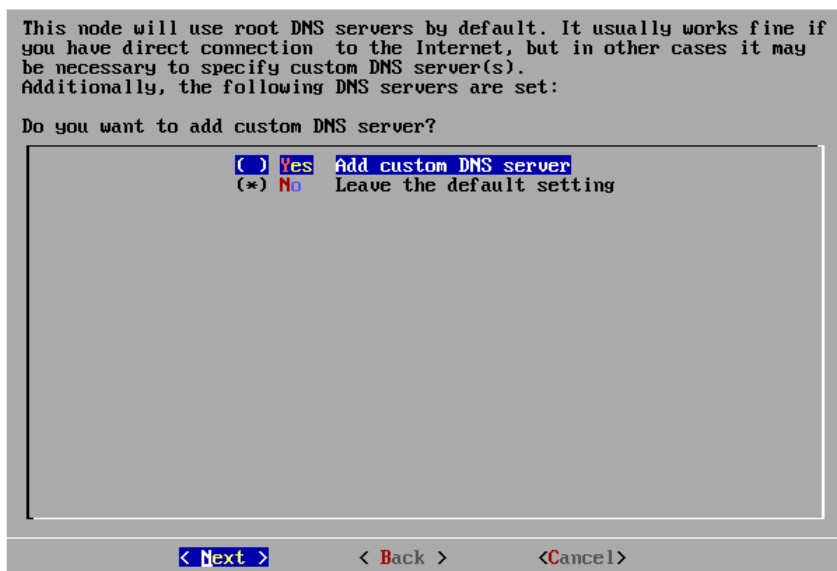 This node will use root DNS servers by default. It usually works fine if
you have direct connection  to the Internet, but in other cases it may
be necessary to specify custom DNS server(s).
Additionally, the following DNS servers are set:
Do you want to add custom DNS server?
( ) Yes  Add custom DNS server
(*) No  Leave the default setting
< Next >  < Back >  <Cancel>